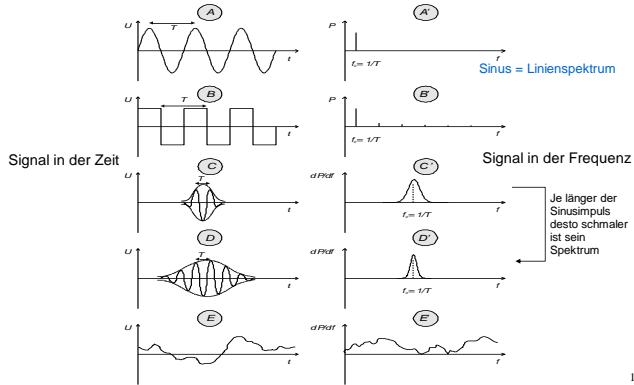 A
U
T
t
A'
P
f₀= 1/T
f
Sinus = Linienspektrum
B
U
T
t
B'
P
f₀= 1/T
f
Signal in der Zeit
Signal in der Frequenz
C
U
T
t
C'
dP/df
f₀= 1/T
f
Je länger der
Sinusimpuls
desto schmaler
ist sein
Spektrum
D
U
T
t
D'
dP/df
f₀= 1/T
f
E
U
t
E'
dP/df
f
1